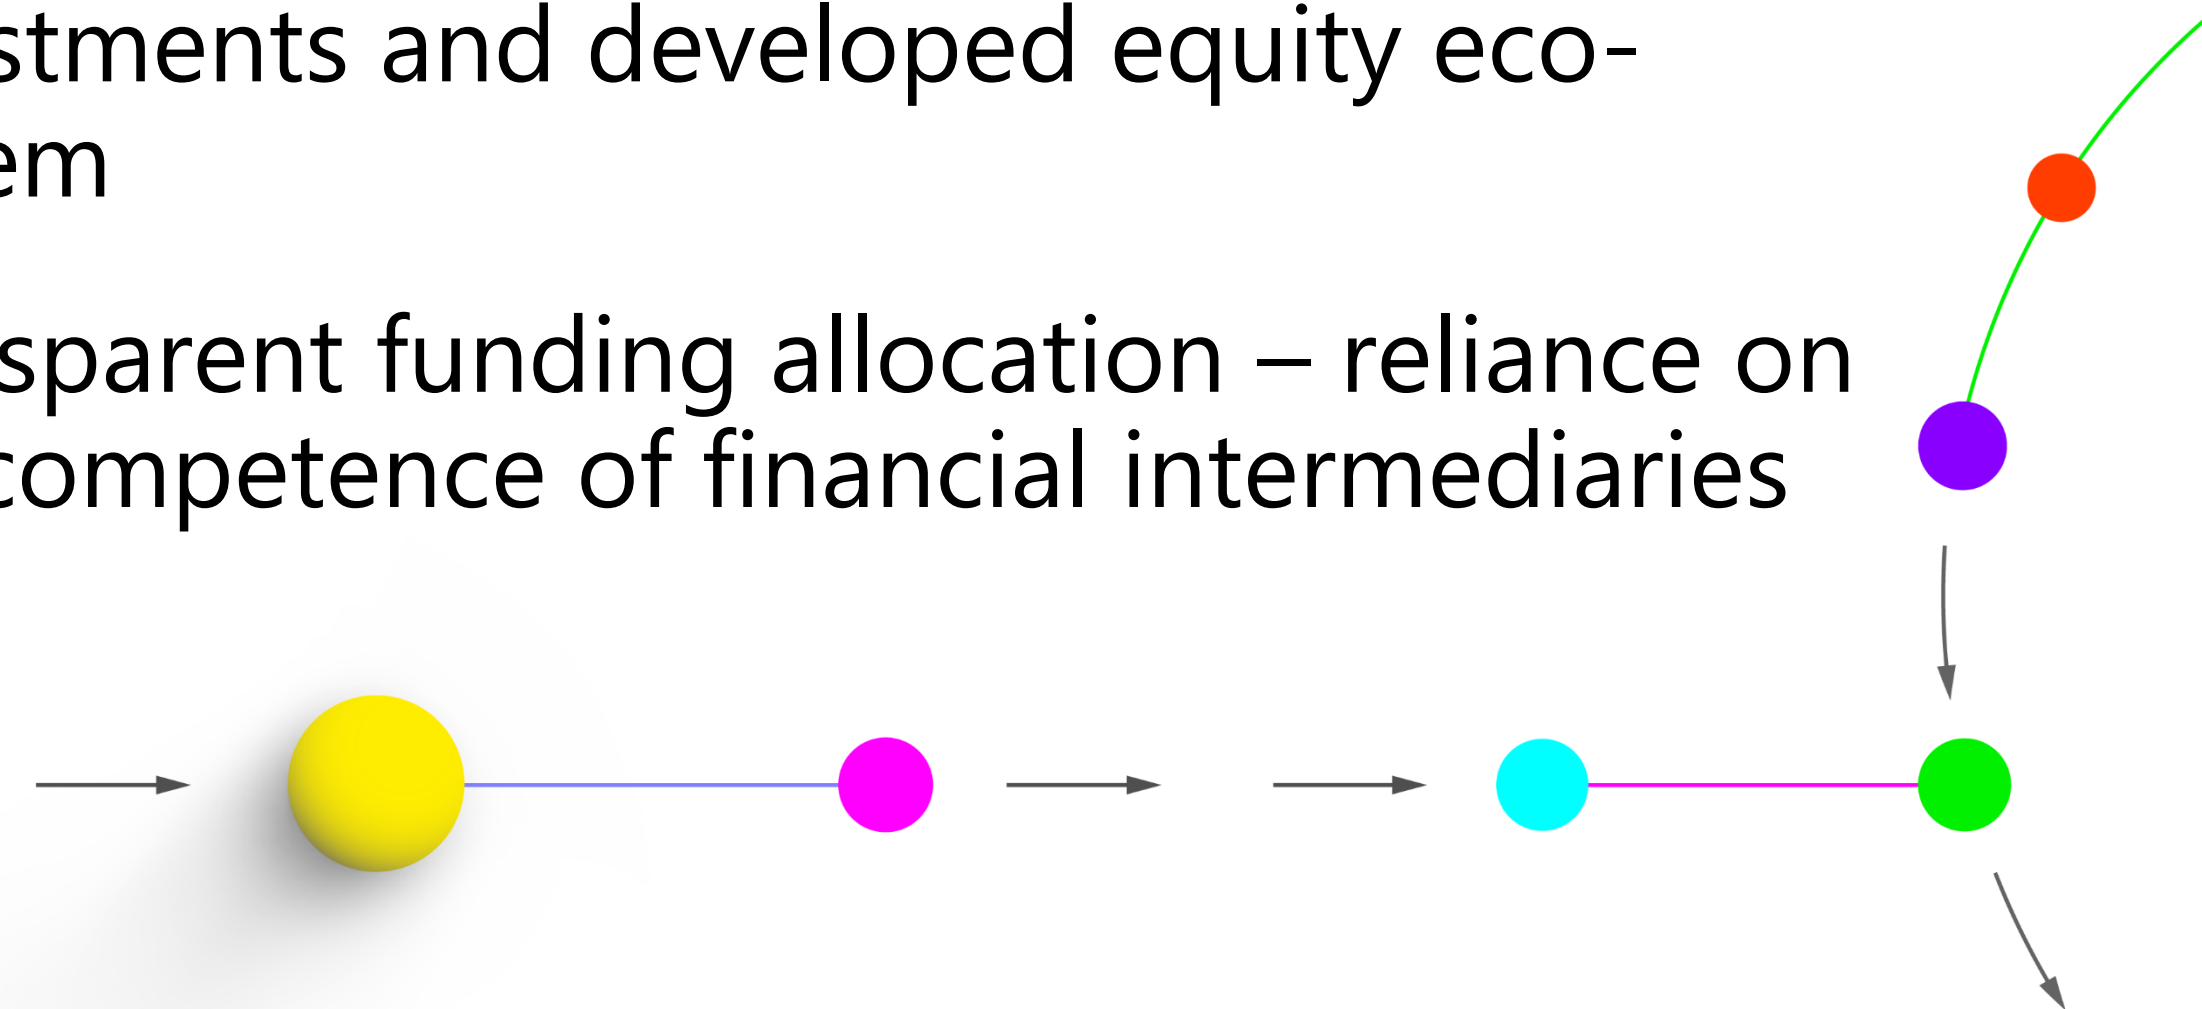 stments and developed equity eco-
em
sparent funding allocation – reliance on
competence of financial intermediaries